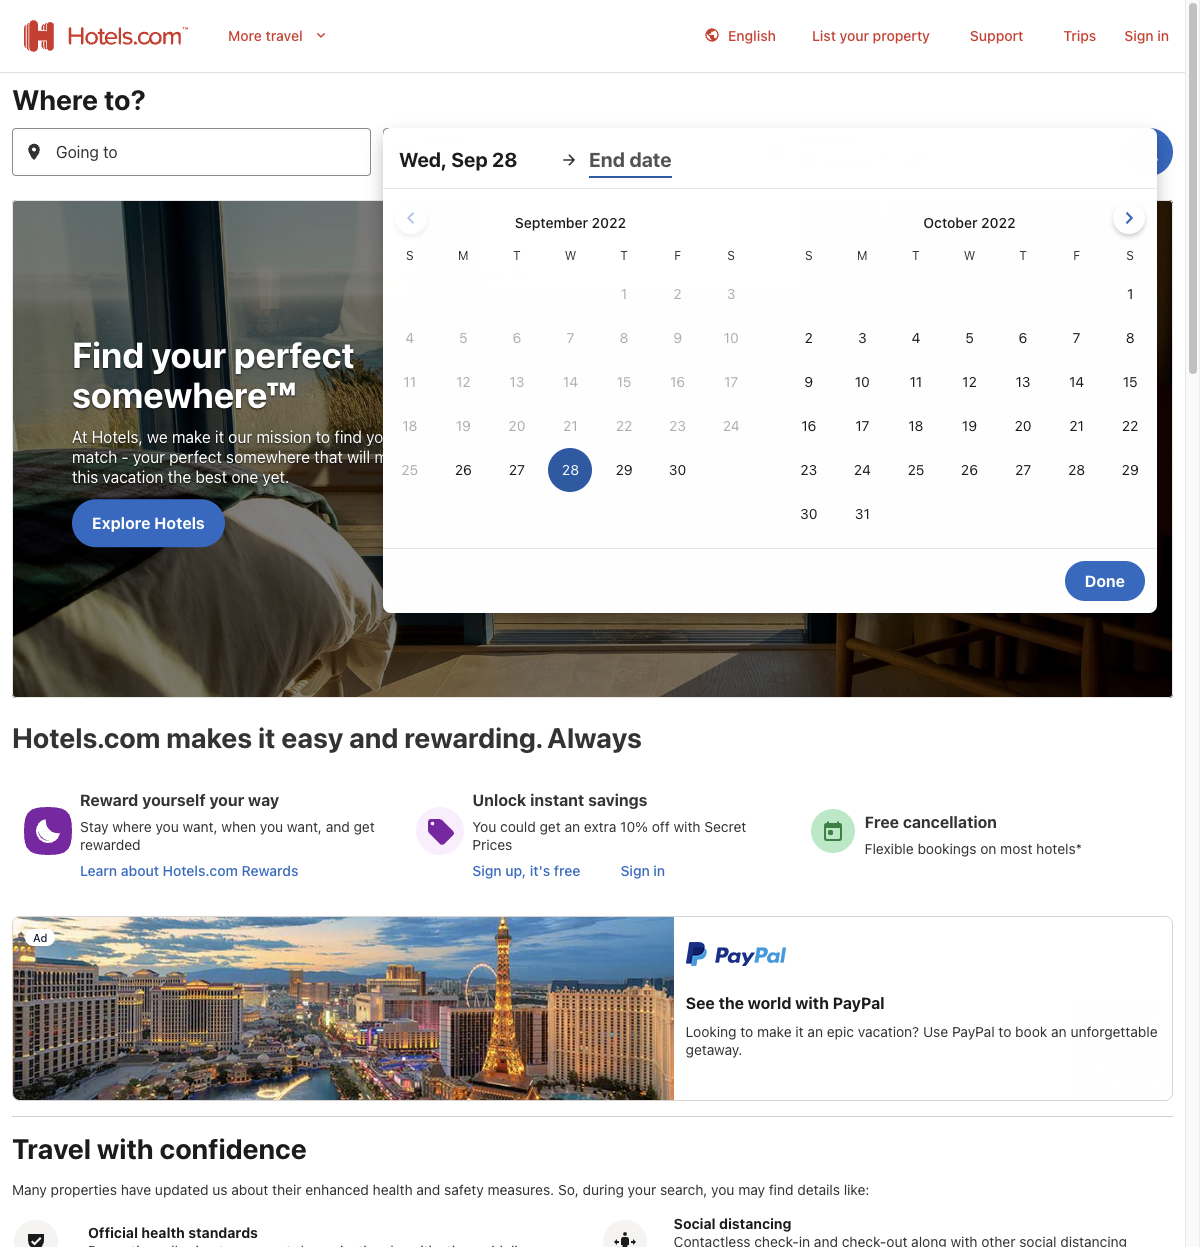 Hotels.com™
More travel
English
List your property
Support
Trips
Sign in
Where to?
Going to
Wed, Sep 28
End date
September 2022
S M T W T F S
1 2 3
4 5 6 7 8 9 10
11 12 13 14 15 16 17
18 19 20 21 22 23 24
25 26 27 28 29 30
October 2022
S M T W T F S
1
2 3 4 5 6 7 8
9 10 11 12 13 14 15
16 17 18 19 20 21 22
23 24 25 26 27 28 29
30 31
Done
Find your perfect
somewhere™
At Hotels, we make it our mission to find yo
match - your perfect somewhere that will m
this vacation the best one yet.
Explore Hotels
Hotels.com makes it easy and rewarding. Always
Reward yourself your way
Stay where you want, when you want, and get
rewarded
Learn about Hotels.com Rewards
Unlock instant savings
You could get an extra 10% off with Secret
Prices
Sign up, it's free
Sign in
Free cancellation
Flexible bookings on most hotels*
Ad
PayPal
See the world with PayPal
Looking to make it an epic vacation? Use PayPal to book an unforgettable
getaway.
Travel with confidence
Many properties have updated us about their enhanced health and safety measures. So, during your search, you may find details like:
Official health standards
Social distancing
Contactless check-in and check-out along with other social distancing